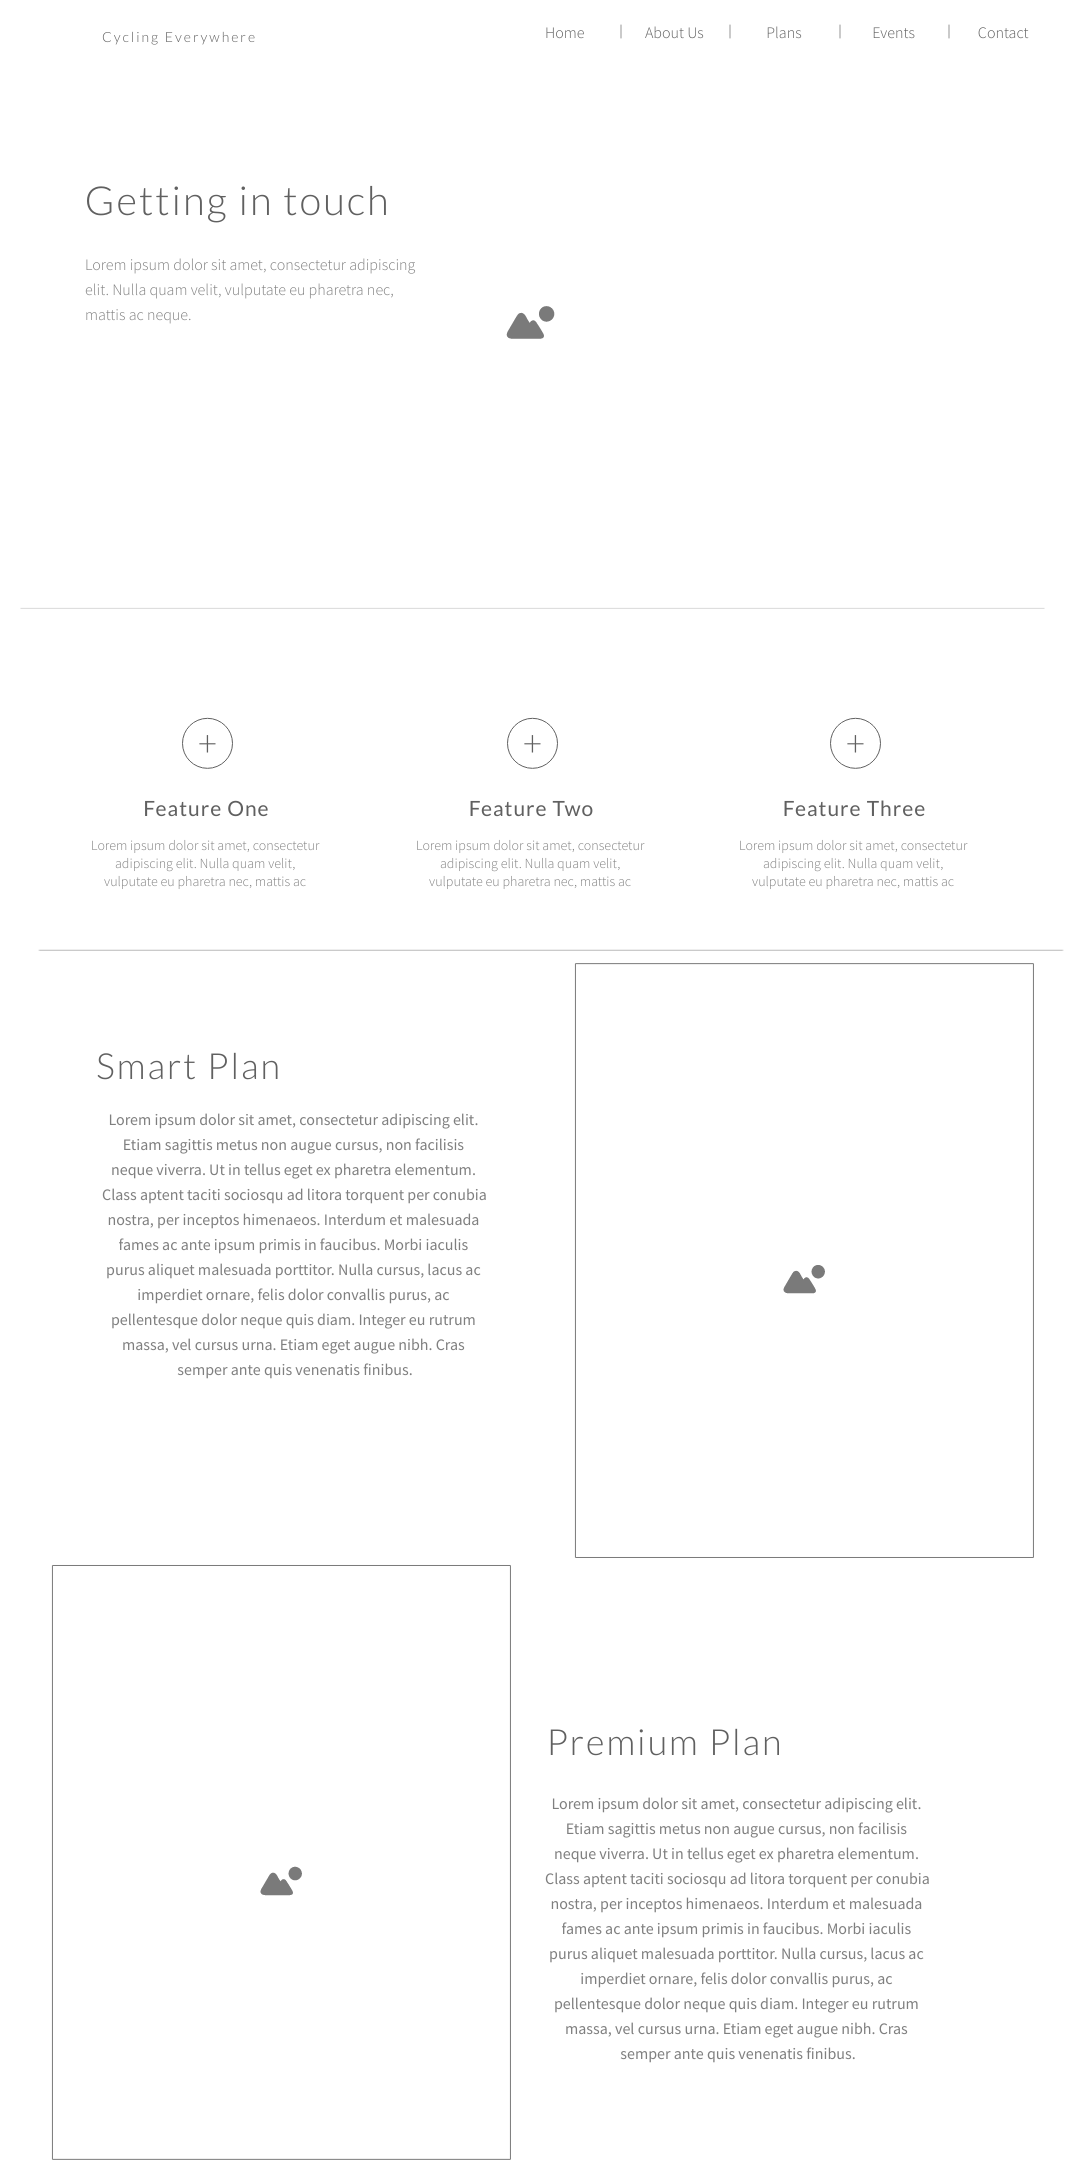 Cycling Everywhere
Home | About Us | Plans | Events | Contact
Getting in touch
Lorem ipsum dolor sit amet, consectetur adipiscing
elit. Nulla quam velit, vulputate eu pharetra nec,
mattis ac neque.
Feature One
Lorem ipsum dolor sit amet, consectetur
adipiscing elit. Nulla quam velit,
vulputate eu pharetra nec, mattis ac
Feature Two
Lorem ipsum dolor sit amet, consectetur
adipiscing elit. Nulla quam velit,
vulputate eu pharetra nec, mattis ac
Feature Three
Lorem ipsum dolor sit amet, consectetur
adipiscing elit. Nulla quam velit,
vulputate eu pharetra nec, mattis ac
Smart Plan
Lorem ipsum dolor sit amet, consectetur adipiscing elit.
Etiam sagittis metus non augue cursus, non facilisis
neque viverra. Ut in tellus eget ex pharetra elementum.
Class aptent taciti sociosqu ad litora torquent per conubia
nostra, per inceptos himenaeos. Interdum et malesuada
fames ac ante ipsum primis in faucibus. Morbi iaculis
purus aliquet malesuada porttitor. Nulla cursus, lacus ac
imperdiet ornare, felis dolor convallis purus, ac
pellentesque dolor neque quis diam. Integer eu rutrum
massa, vel cursus urna. Etiam eget augue nibh. Cras
semper ante quis venenatis finibus.
Premium Plan
Lorem ipsum dolor sit amet, consectetur adipiscing elit.
Etiam sagittis metus non augue cursus, non facilisis
neque viverra. Ut in tellus eget ex pharetra elementum.
Class aptent taciti sociosqu ad litora torquent per conubia
nostra, per inceptos himenaeos. Interdum et malesuada
fames ac ante ipsum primis in faucibus. Morbi iaculis
purus aliquet malesuada porttitor. Nulla cursus, lacus ac
imperdiet ornare, felis dolor convallis purus, ac
pellentesque dolor neque quis diam. Integer eu rutrum
massa, vel cursus urna. Etiam eget augue nibh. Cras
semper ante quis venenatis finibus.